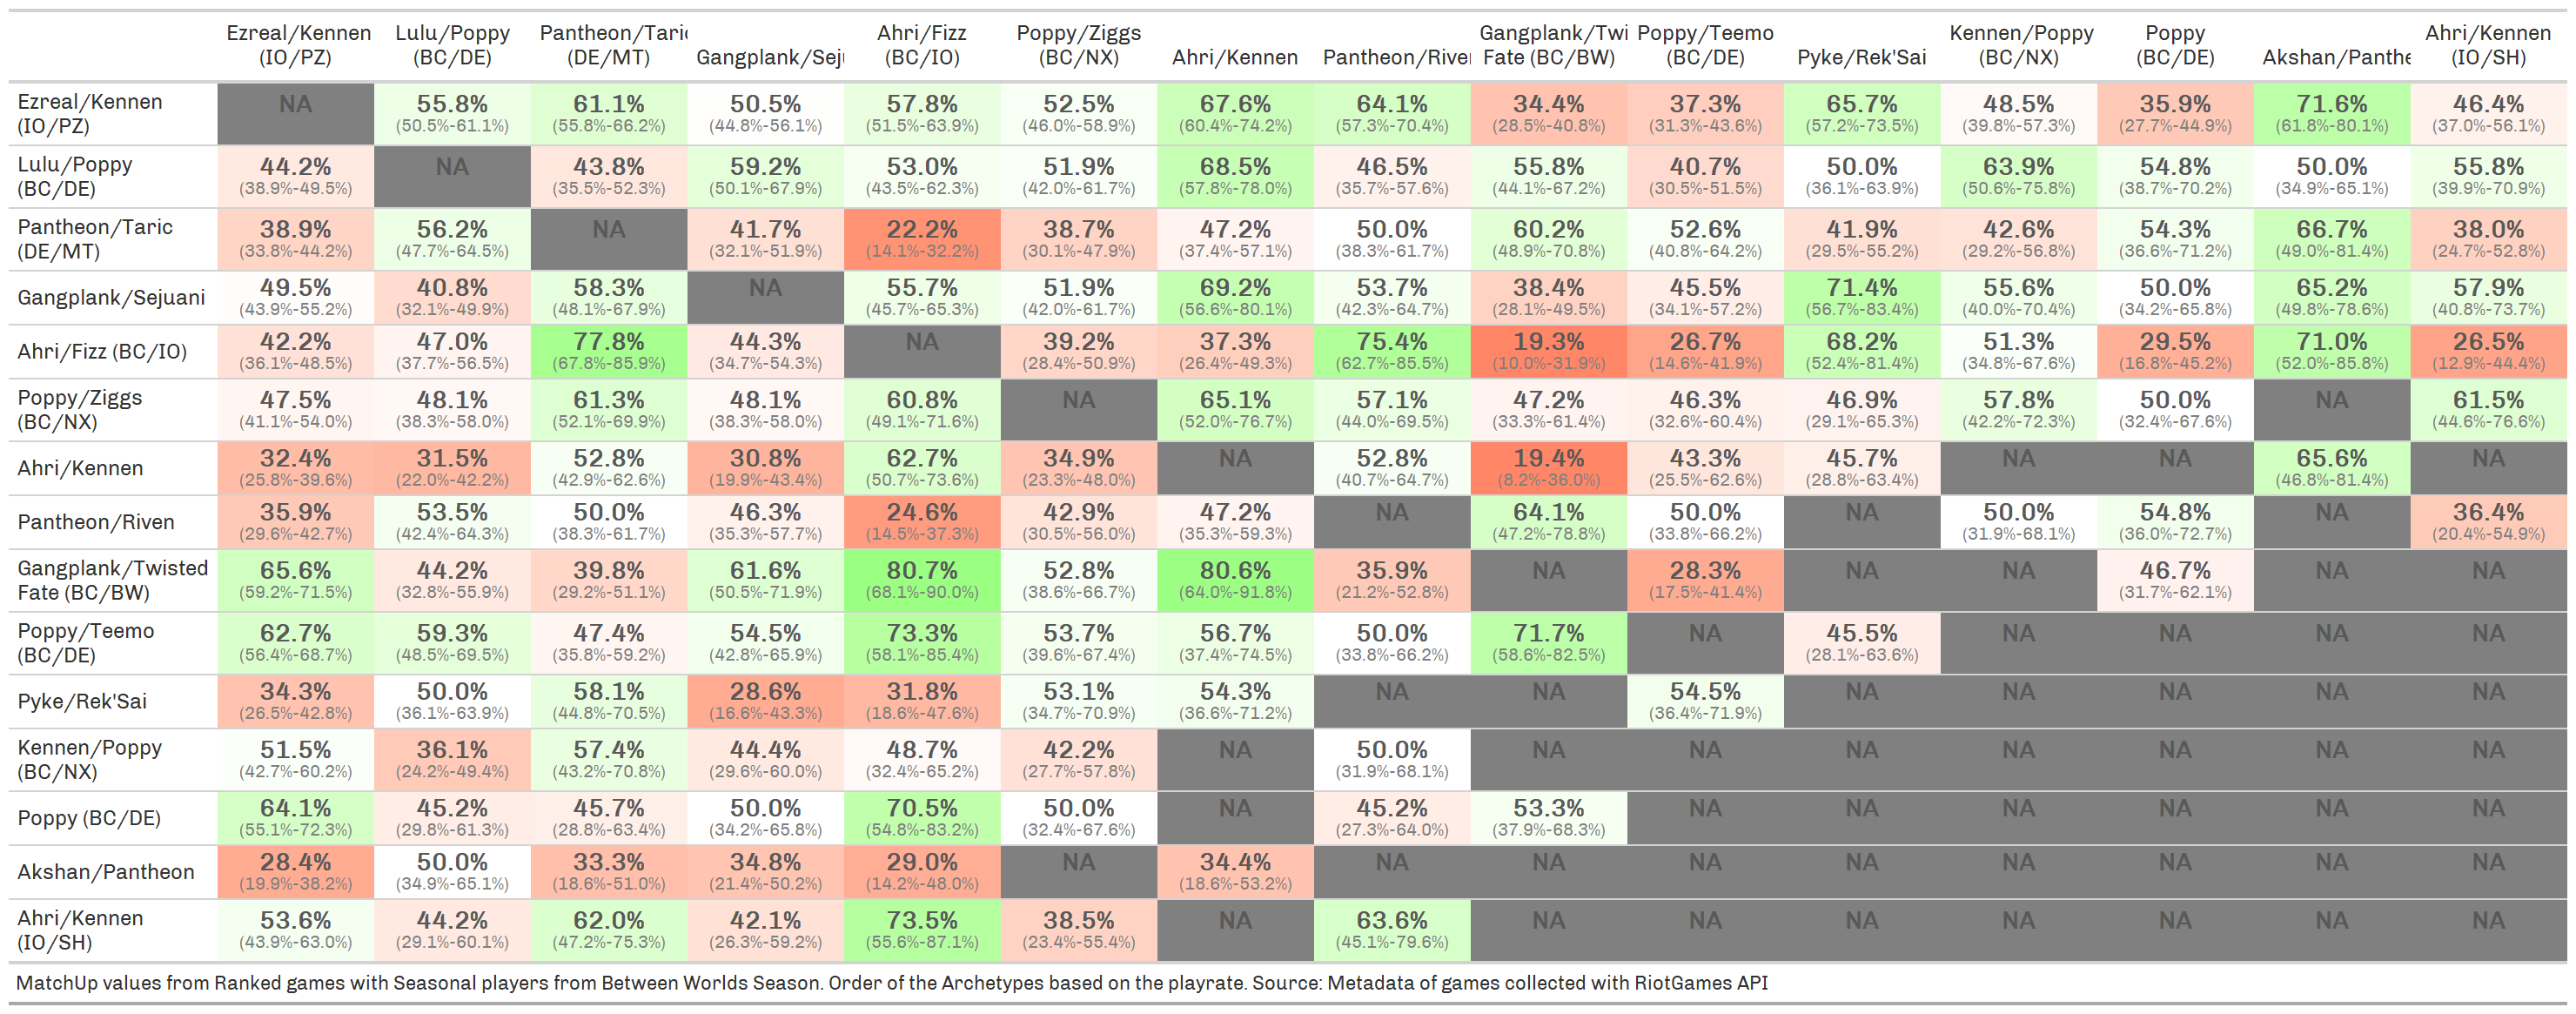 Ezreal/Kennen Lulu/Poppy Pantheon/Taric Ahri/Fizz Poppy/Ziggs Gangplank/Twi Poppy/Teemo Kennen/Poppy Poppy Ahri/Kennen
(IO/PZ) (BC/DE) (DE/MT) Gangplank/Seju (BC/IO) (BC/NX) Ahri/Kennen Pantheon/River Fate (BC/BW) (BC/DE) Pyke/Rek'Sai (BC/NX) (BC/DE) Akshan/Panthe (IO/SH)
Ezreal/Kennen NA 55.8% 61.1% 50.5% 57.8% 52.5% 67.6% 64.1% 34.4% 37.3% 65.7% 48.5% 35.9% 71.6% 46.4%
(IO/PZ) (50.5%-61.1%) (55.8%-66.2%) (44.8%-56.1%) (51.5%-63.9%) (46.0%-58.9%) (60.4%-74.2%) (57.3%-70.4%) (28.5%-40.8%) (31.3%-43.6%) (57.2%-73.5%) (39.8%-57.3%) (27.7%-44.9%) (61.8%-80.1%) (37.0%-56.1%)
Lulu/Poppy 44.2% NA 43.8% 59.2% 53.0% 51.9% 68.5% 46.5% 55.8% 40.7% 50.0% 63.9% 54.8% 50.0% 55.8%
(BC/DE) (38.9%-49.5%) (35.5%-52.3%) (50.1%-67.9%) (43.5%-62.3%) (42.0%-61.7%) (57.8%-78.0%) (35.7%-57.6%) (44.1%-67.2%) (30.5%-51.5%) (36.1%-63.9%) (50.6%-75.8%) (38.7%-70.2%) (34.9%-65.1%) (39.9%-70.9%)
Pantheon/Taric 38.9% 56.2% NA 41.7% 22.2% 38.7% 47.2% 50.0% 60.2% 52.6% 41.9% 42.6% 54.3% 66.7% 38.0%
(DE/MT) (33.8%-44.2%) (47.7%-64.5%) (32.1%-51.9%) (14.1%-32.2%) (30.1%-47.9%) (37.4%-57.1%) (38.3%-61.7%) (48.9%-70.8%) (40.8%-64.2%) (29.5%-55.2%) (29.2%-56.8%) (36.6%-71.2%) (49.0%-81.4%) (24.7%-52.8%)
Gangplank/Sejuani 49.5% 40.8% 58.3% NA 55.7% 51.9% 69.2% 53.7% 38.4% 45.5% 71.4% 55.6% 50.0% 65.2% 57.9%
(43.9%-55.2%) (32.1%-49.9%) (48.1%-67.9%) (45.7%-65.3%) (42.0%-61.7%) (56.6%-80.1%) (42.3%-64.7%) (28.1%-49.5%) (34.1%-57.2%) (56.7%-83.4%) (40.0%-70.4%) (34.2%-65.8%) (49.8%-78.6%) (40.8%-73.7%)
Ahri/Fizz (BC/IO) 42.2% 47.0% 77.8% 44.3% NA 39.2% 37.3% 75.4% 19.3% 26.7% 68.2% 51.3% 29.5% 71.0% 26.5%
(36.1%-48.5%) (37.7%-56.5%) (67.8%-85.9%) (34.7%-54.3%) (28.4%-50.9%) (26.4%-49.3%) (62.7%-85.5%) (10.0%-31.9%) (14.6%-41.9%) (52.4%-81.4%) (34.8%-67.6%) (16.8%-45.2%) (52.0%-85.8%) (12.9%-44.4%)
Poppy/Ziggs 47.5% 48.1% 61.3% 48.1% 60.8% NA 65.1% 57.1% 47.2% 46.3% 46.9% 57.8% 50.0% NA 61.5%
(BC/NX) (41.1%-54.0%) (38.3%-58.0%) (52.1%-69.9%) (38.3%-58.0%) (49.1%-71.6%) (52.0%-76.7%) (44.0%-69.5%) (33.3%-61.4%) (32.6%-60.4%) (29.1%-65.3%) (42.2%-72.3%) (32.4%-67.6%) (44.6%-76.6%)
Ahri/Kennen 32.4% 31.5% 52.8% 30.8% 62.7% 34.9% NA 52.8% 19.4% 43.3% 45.7% NA NA 65.6% NA
(25.8%-39.6%) (22.0%-42.2%) (42.9%-62.6%) (19.9%-43.4%) (50.7%-73.6%) (23.3%-48.0%) (40.7%-64.7%) (8.2%-36.0%) (25.5%-62.6%) (28.8%-63.4%) (46.8%-81.4%)
Pantheon/Riven 35.9% 53.5% 50.0% 46.3% 24.6% 42.9% 47.2% NA 64.1% 50.0% NA 50.0% 54.8% NA 36.4%
(29.6%-42.7%) (42.4%-64.3%) (38.3%-61.7%) (35.3%-57.7%) (14.5%-37.3%) (30.5%-56.0%) (35.3%-59.3%) (47.2%-78.8%) (33.8%-66.2%) (31.9%-68.1%) (36.0%-72.7%) (20.4%-54.9%)
Gangplank/Twisted 65.6% 44.2% 39.8% 61.6% 80.7% 52.8% 80.6% 35.9% NA 28.3% NA NA 46.7% NA NA
Fate (BC/BW) (59.2%-71.5%) (32.8%-55.9%) (29.2%-51.1%) (50.5%-71.9%) (68.1%-90.0%) (38.6%-66.7%) (64.0%-91.8%) (21.2%-52.8%) (17.5%-41.4%) (31.7%-62.1%)
Poppy/Teemo 62.7% 59.3% 47.4% 54.5% 73.3% 53.7% 56.7% 50.0% 71.7% NA 45.5% NA NA NA NA
(BC/DE) (56.4%-68.7%) (48.5%-69.5%) (35.8%-59.2%) (42.8%-65.9%) (58.1%-85.4%) (39.6%-67.4%) (37.4%-74.5%) (33.8%-66.2%) (58.6%-82.5%) (28.1%-63.6%)
Pyke/Rek'Sai 34.3% 50.0% 58.1% 28.6% 31.8% 53.1% 54.3% NA NA 54.5% NA NA NA NA NA
(26.5%-42.8%) (36.1%-63.9%) (44.8%-70.5%) (16.6%-43.3%) (18.6%-47.6%) (34.7%-70.9%) (36.6%-71.2%) (36.4%-71.9%)
Kennen/Poppy 51.5% 36.1% 57.4% 44.4% 48.7% 42.2% NA 50.0% NA NA NA NA NA NA NA
(BC/NX) (42.7%-60.2%) (24.2%-49.4%) (43.2%-70.8%) (29.6%-60.0%) (32.4%-65.2%) (27.7%-57.8%) (31.9%-68.1%)
Poppy (BC/DE) 64.1% 45.2% 45.7% 50.0% 70.5% 50.0% NA 45.2% 53.3% NA NA NA NA NA NA
(55.1%-72.3%) (29.8%-61.3%) (28.8%-63.4%) (34.2%-65.8%) (54.8%-83.2%) (32.4%-67.6%) (27.3%-64.0%) (37.9%-68.3%)
Akshan/Pantheon 28.4% 50.0% 33.3% 34.8% 29.0% NA 34.4% NA NA NA NA NA NA NA NA
(19.9%-38.2%) (34.9%-65.1%) (18.6%-51.0%) (21.4%-50.2%) (14.2%-48.0%) (18.6%-53.2%)
Ahri/Kennen 53.6% 44.2% 62.0% 42.1% 73.5% 38.5% NA 63.6% NA NA NA NA NA NA NA
(IO/SH) (43.9%-63.0%) (29.1%-60.1%) (47.2%-75.3%) (26.3%-59.2%) (55.6%-87.1%) (23.4%-55.4%) (45.1%-79.6%)
MatchUp values from Ranked games with Seasonal players from Between Worlds Season. Order of the Archetypes based on the playrate. Source: Metadata of games collected with RiotGames API